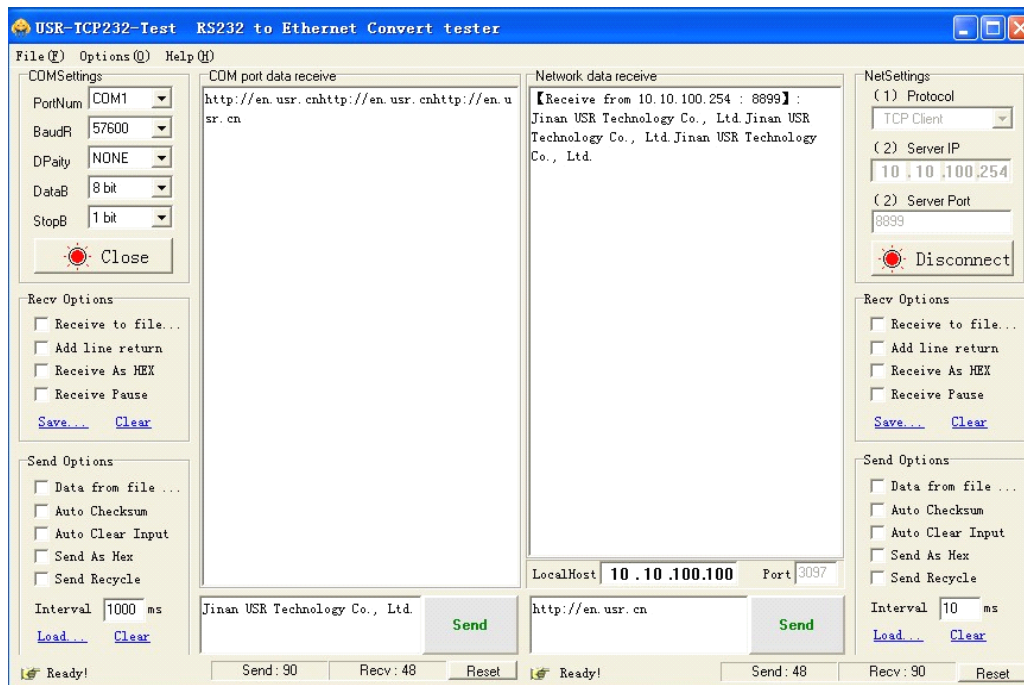 USR-TCP232-Test RS232 to Ethernet Convert tester
File(F) Options(O) Help(H)
COMSettings
PortNum COM1
BaudR 57600
DPaity NONE
DataB 8 bit
StopB 1 bit
Close
Recv Options
Receive to file...
Add line return
Receive As HEX
Receive Pause
Save... Clear
Send Options
Data from file ...
Auto Checksum
Auto Clear Input
Send As Hex
Send Recycle
Interval 1000 ms
Load... Clear
Ready!
COM port data receive
http://en.usr.cnhttp://en.usr.cnhttp://en.u
sr.cn
Jinan USR Technology Co., Ltd.
Send
Send : 90 Recv : 48 Reset
Network data receive
【Receive from 10.10.100.254 : 8899】:
Jinan USR Technology Co., Ltd.Jinan USR
Technology Co., Ltd.Jinan USR Technology
Co., Ltd.
LocalHost 10 . 10 .100.100 Port 3097
http://en.usr.cn
Send
Ready!
Send : 48 Recv : 90 Reset
NetSettings
(1) Protocol
TCP Client
(2) Server IP
10 . 10 .100.254
(2) Server Port
8899
Disconnect
Recv Options
Receive to file...
Add line return
Receive As HEX
Receive Pause
Save... Clear
Send Options
Data from file ...
Auto Checksum
Auto Clear Input
Send As Hex
Send Recycle
Interval 10 ms
Load... Clear